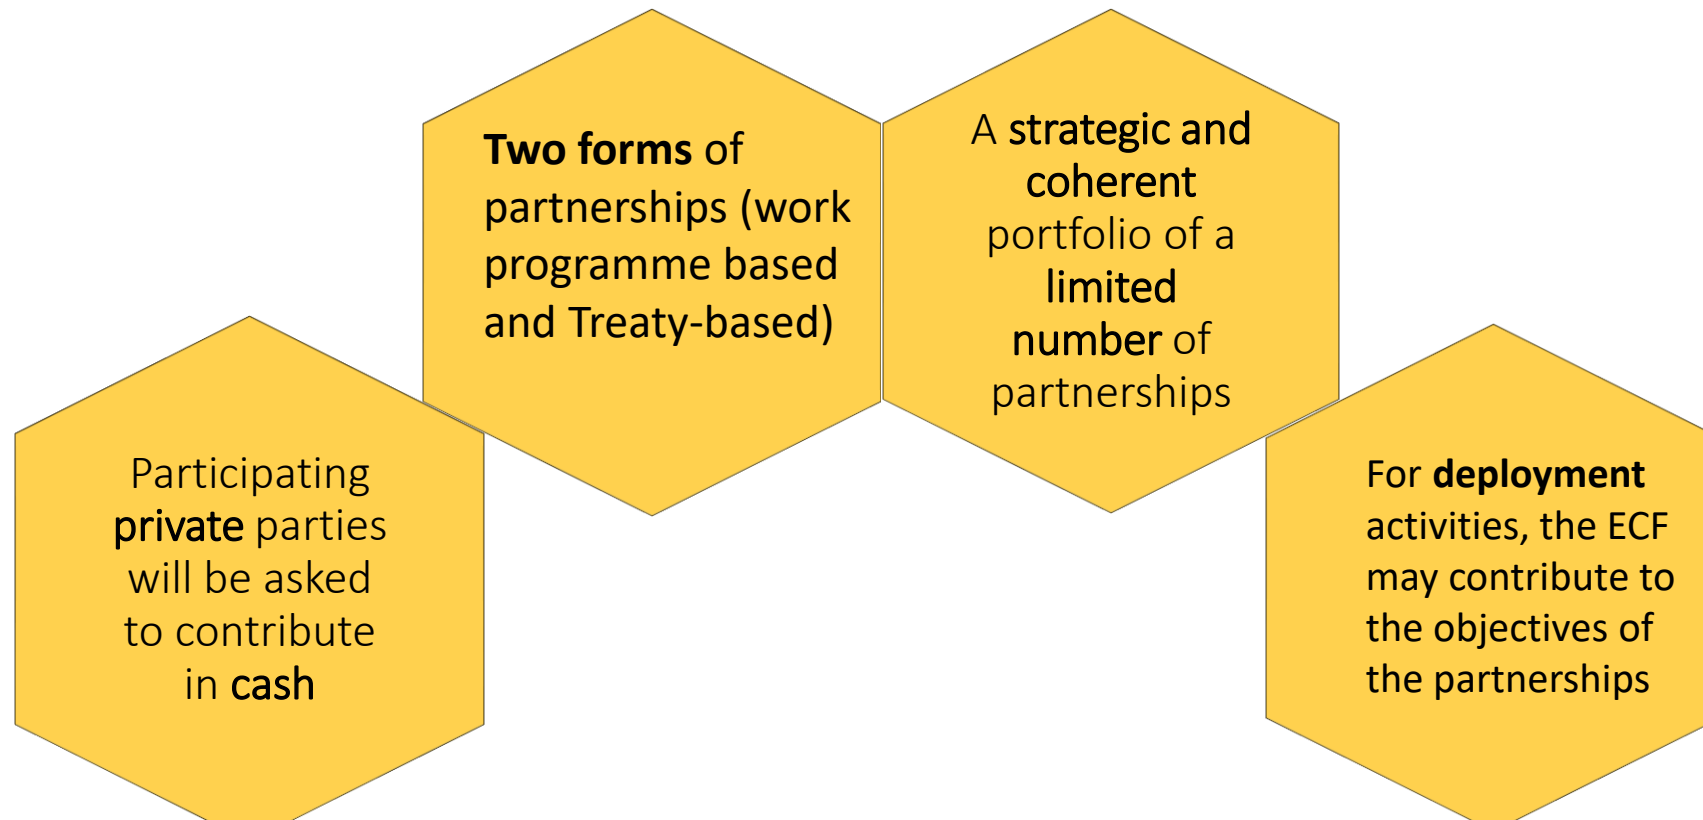 Two forms of
partnerships (work
programme based
and Treaty-based)
A strategic and
coherent
portfolio of a
limited
number of
partnerships
Participating
private parties
will be asked
to contribute
in cash
For deployment
activities, the ECF
may contribute to
the objectives of
the partnerships